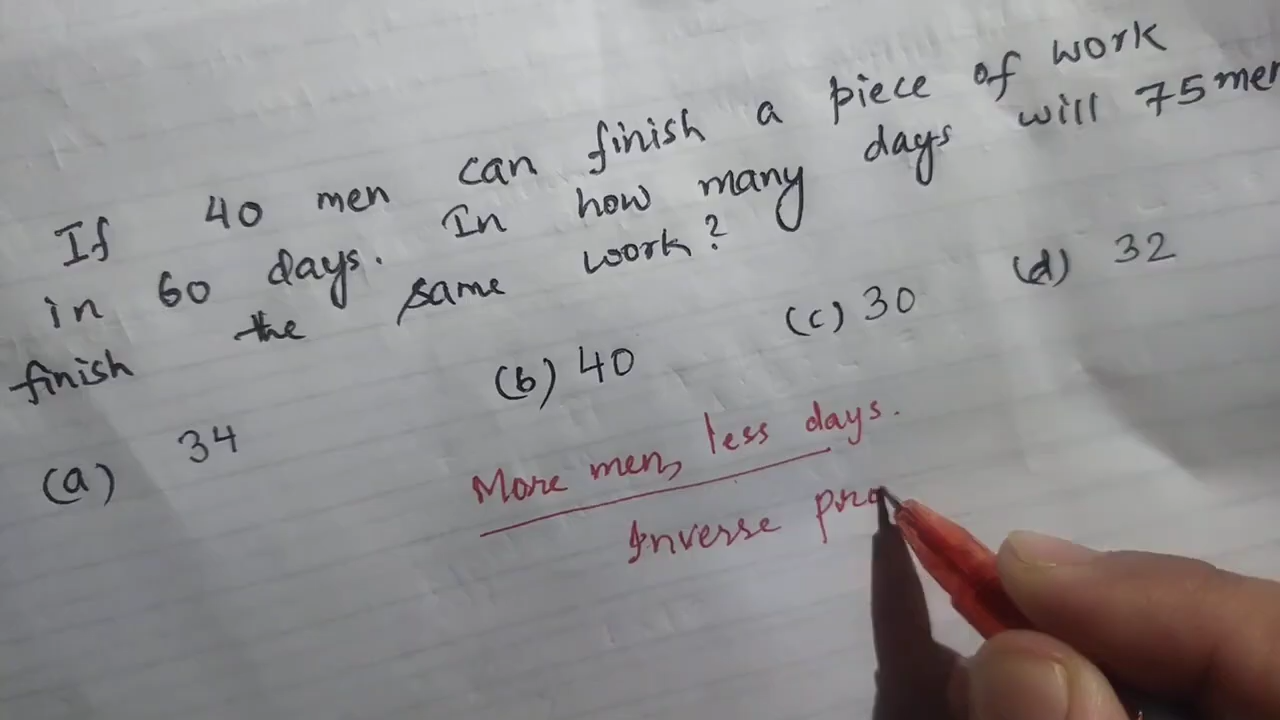 If 40 men can finish a piece of work
in 60 days. In how many days will 75 men
finish the same work?
(a) 34 (b) 40 (c) 30 (d) 32
More men, less days.
Inverse pro